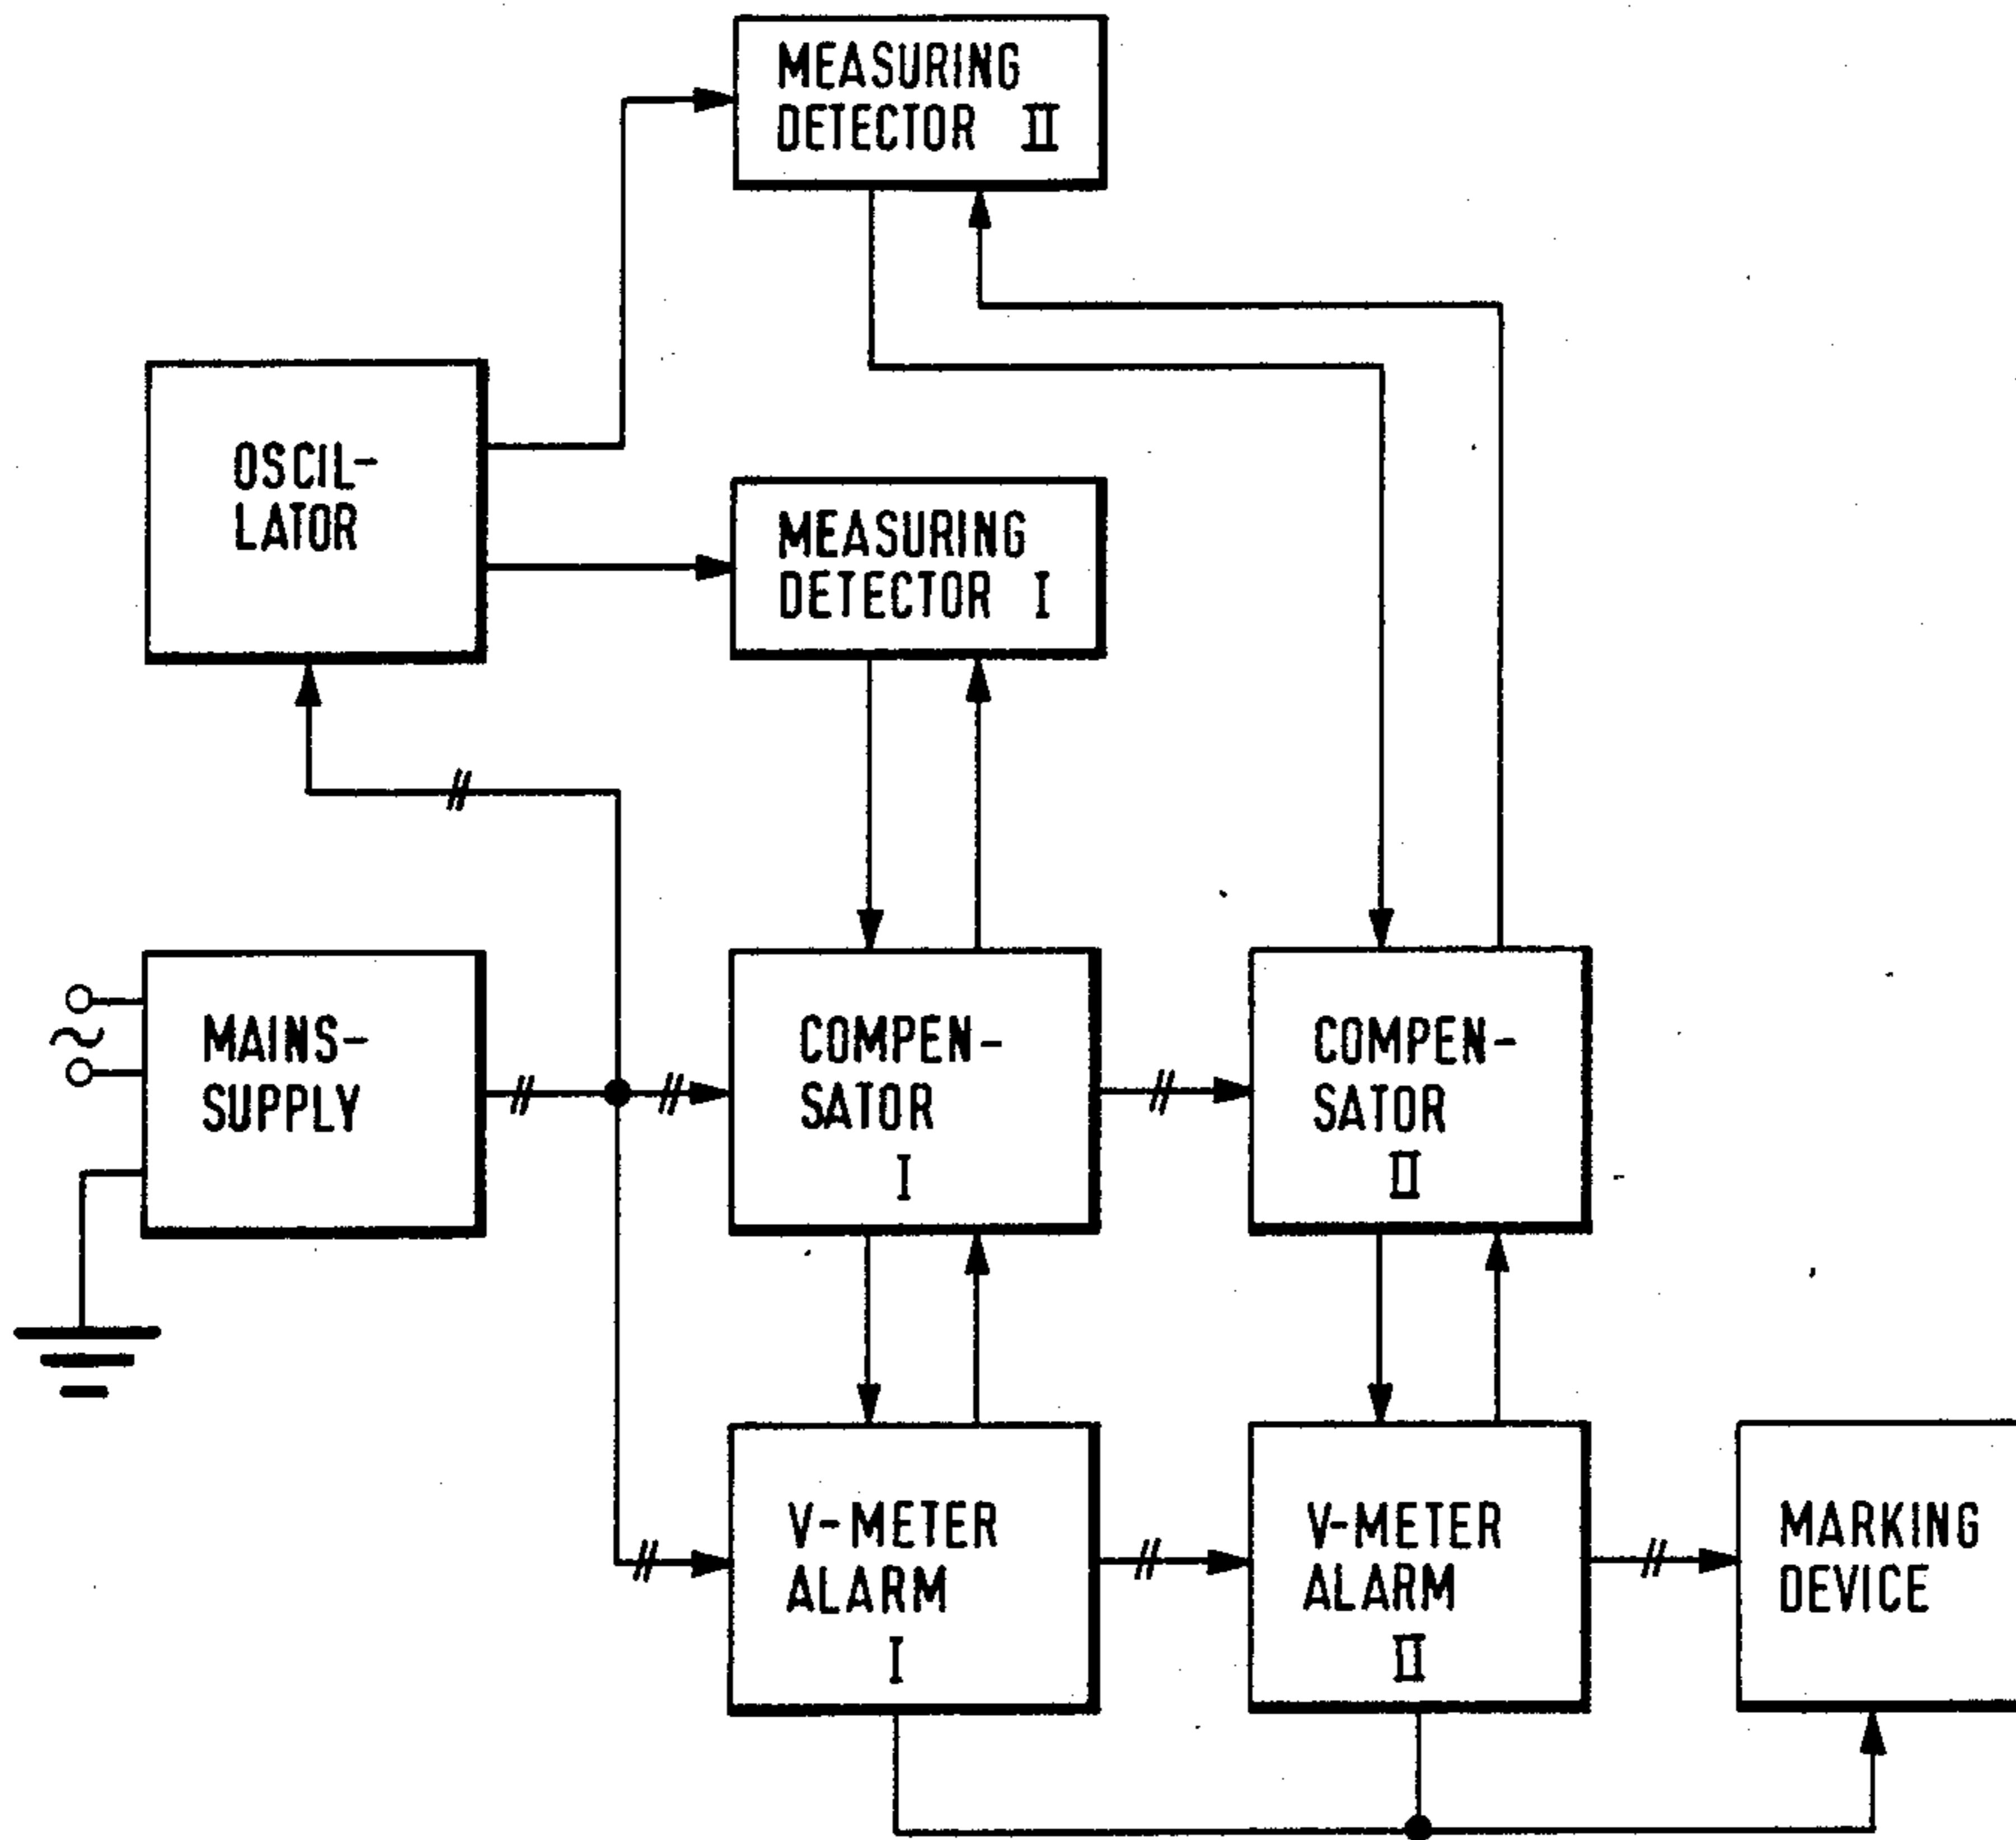 MEASURING
DETECTOR II
OSCIL-
LATOR
MEASURING
DETECTOR I
MAINS-
SUPPLY
COMPEN-
SATOR
I
COMPEN-
SATOR
II
V-METER
ALARM
I
V-METER
ALARM
II
MARKING
DEVICE